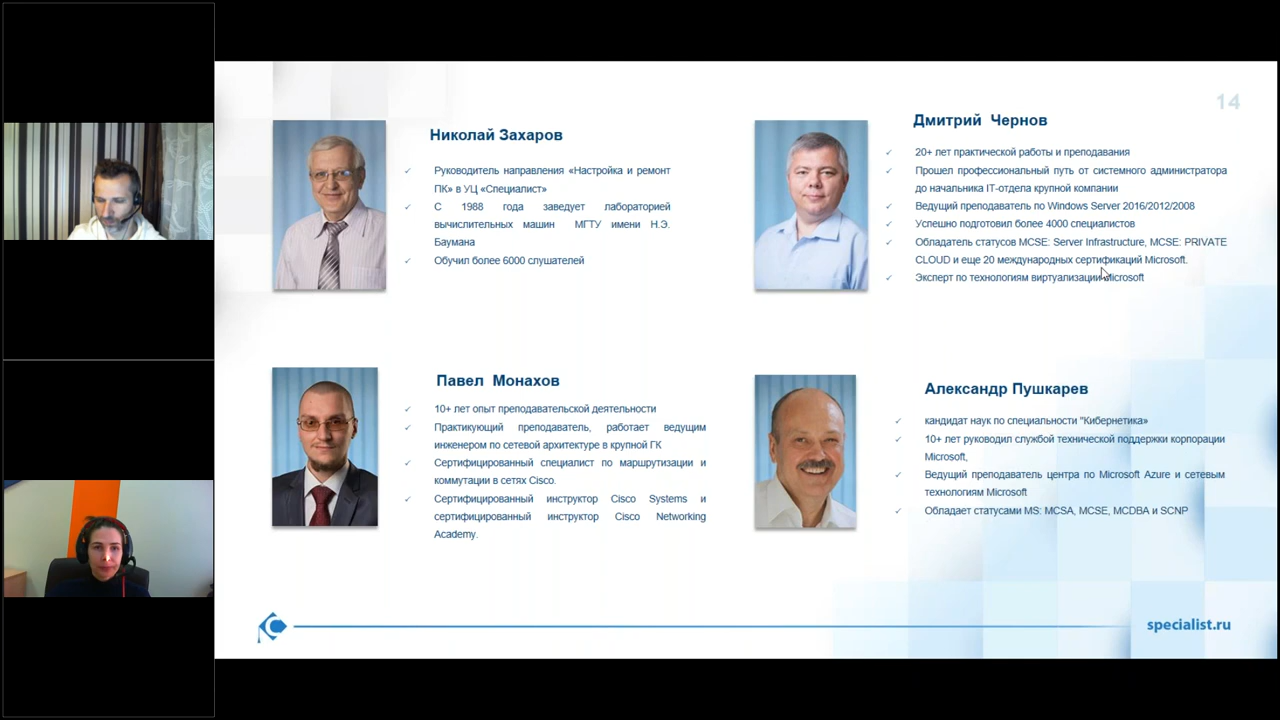 14
Николай Захаров
Руководитель направления «Настройка и ремонт
ПК» в УЦ «Специалист»
С 1988 года заведует лабораторией
вычислительных машин МГТУ имени Н.Э.
Баумана
Обучил более 6000 слушателей
Дмитрий Чернов
20+ лет практической работы и преподавания
Прошел профессиональный путь от системного администратора
до начальника IT-отдела крупной компании
Ведущий преподаватель по Windows Server 2016/2012/2008
Успешно подготовил более 4000 специалистов
Обладатель статусов MCSE: Server Infrastructure, MCSE: PRIVATE
CLOUD и еще 20 международных сертификаций Microsoft.
Эксперт по технологиям виртуализации Microsoft
Павел Монахов
10+ лет опыт преподавательской деятельности
Практикующий преподаватель, работает ведущим
инженером по сетевой архитектуре в крупной ГК
Сертифицированный специалист по маршрутизации и
коммутации в сетях Cisco.
Сертифицированный инструктор Cisco Systems и
сертифицированный инструктор Cisco Networking
Academy.
Александр Пушкарев
кандидат наук по специальности "Кибернетика»
10+ лет руководил службой технической поддержки корпорации
Microsoft,
Ведущий преподаватель центра по Microsoft Azure и сетевым
технологиям Microsoft
Обладает статусами MS: MCSA, MCSE, MCDBA и SCNP
specialist.ru